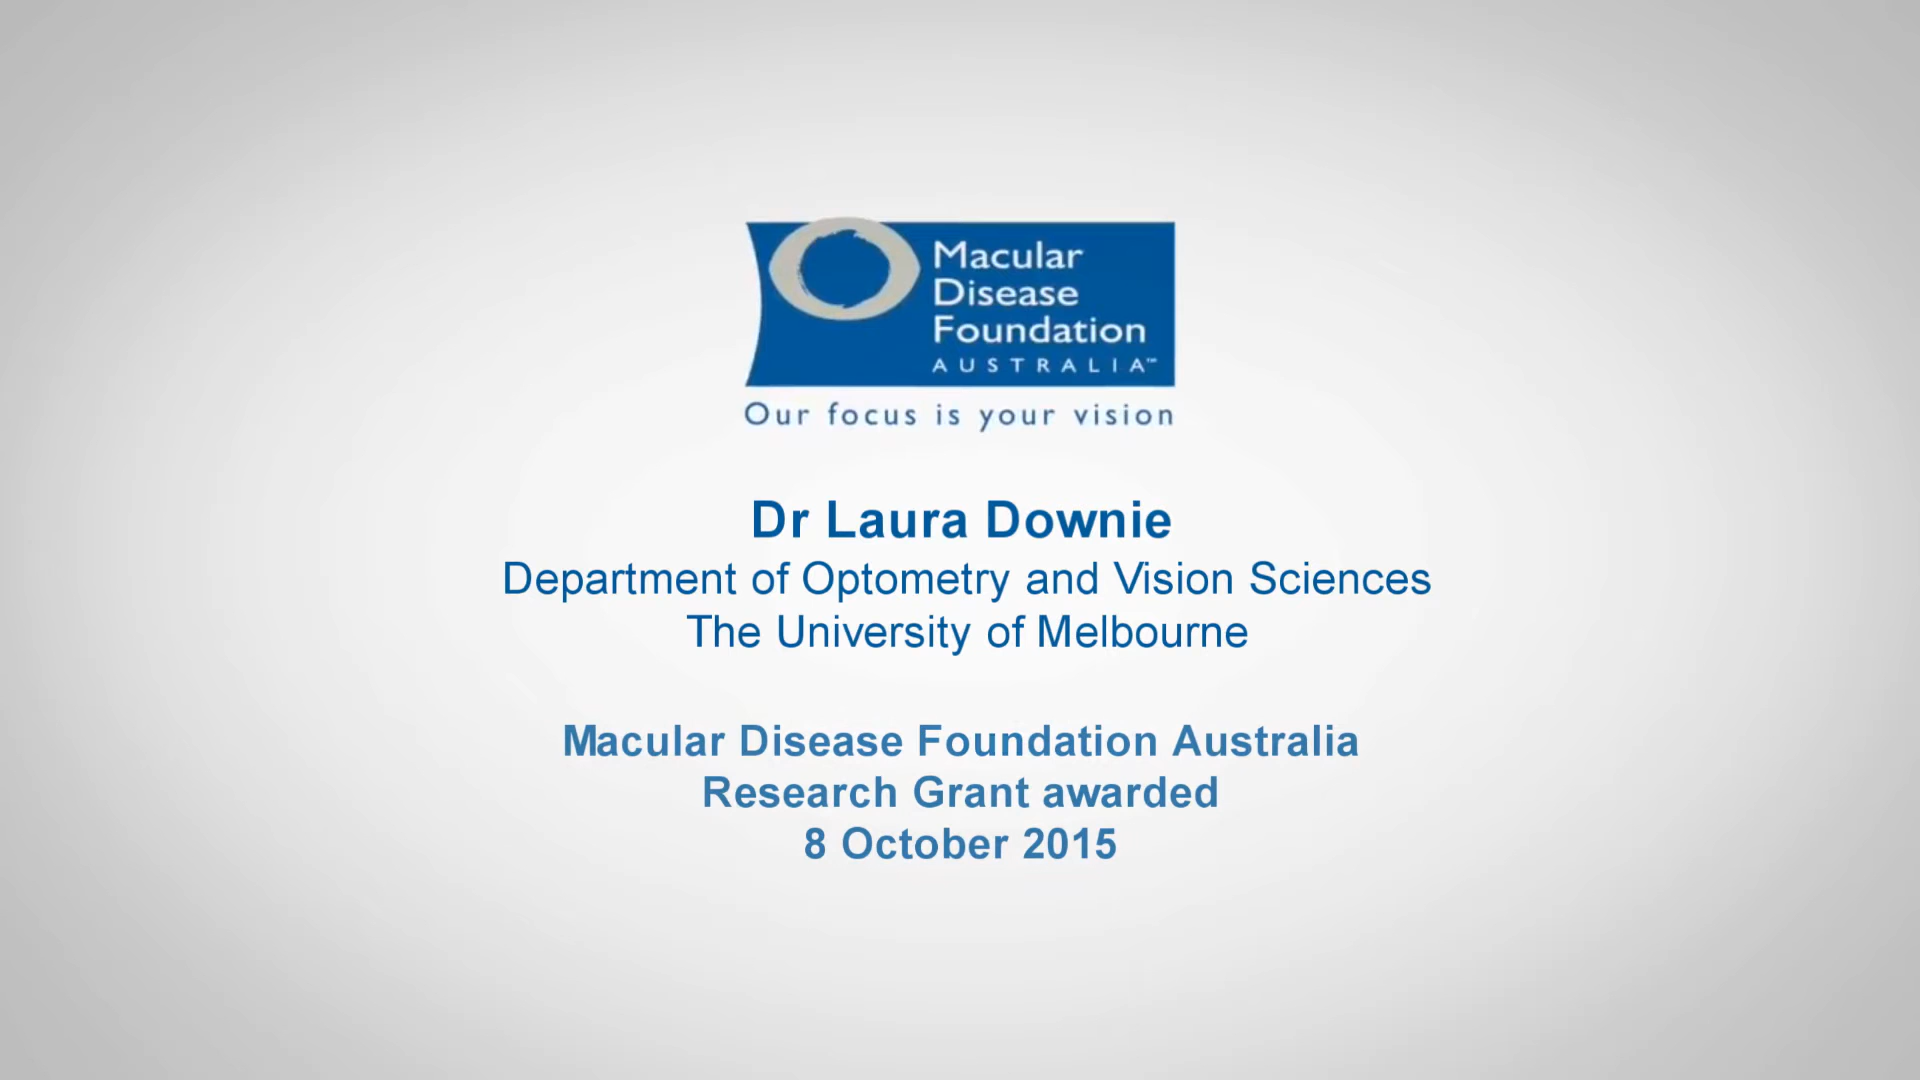 Macular
Disease
Foundation
AUSTRALIA™
Our focus is your vision
Dr Laura Downie
Department of Optometry and Vision Sciences
The University of Melbourne
Macular Disease Foundation Australia
Research Grant awarded
8 October 2015